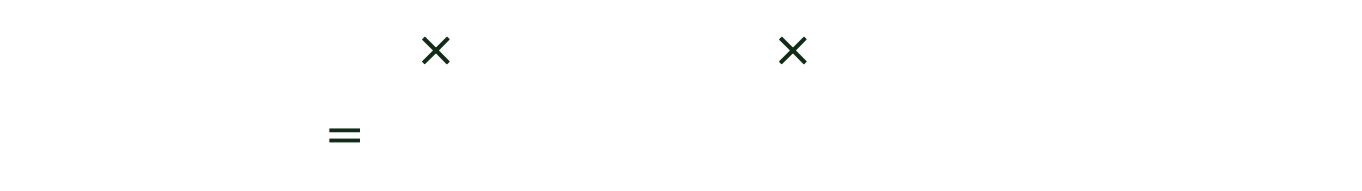 × ×
=